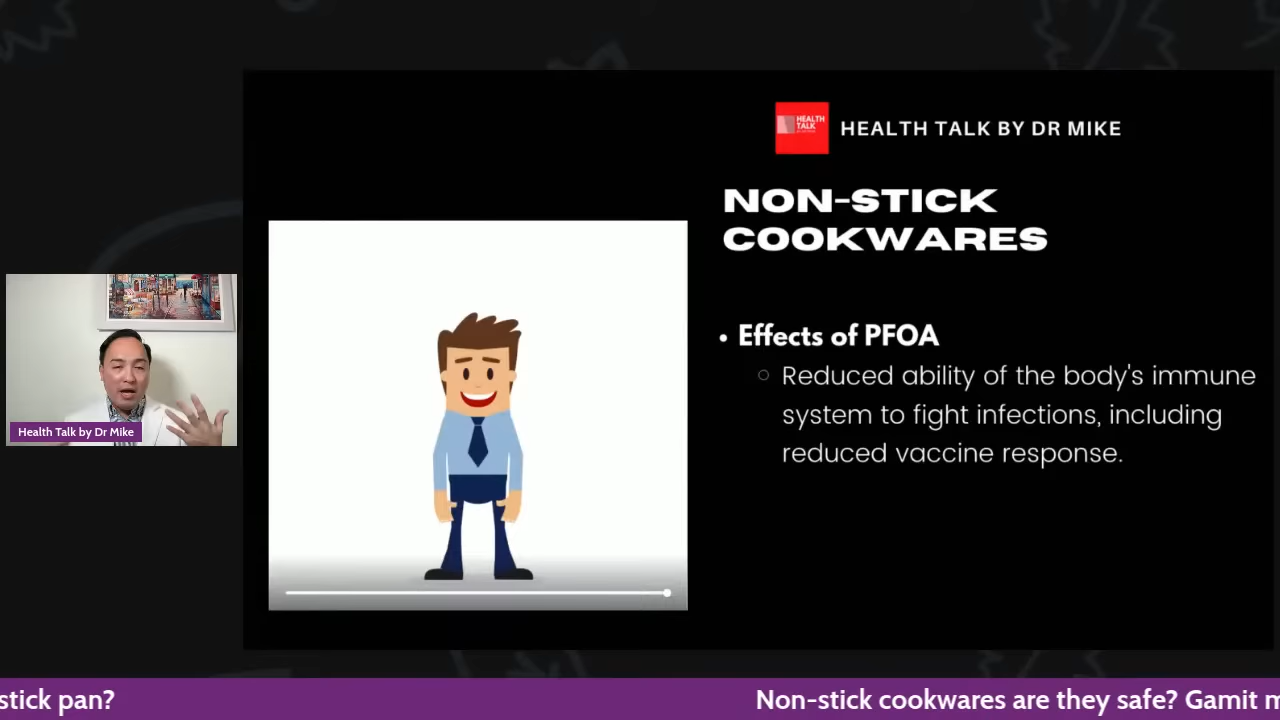 HEALTH
TALK
HEALTH TALK BY DR MIKE
NON-STICK
COOKWARES
• Effects of PFOA
○ Reduced ability of the body's immune
system to fight infections, including
reduced vaccine response.
Health Talk by Dr Mike
stick pan?
Non-stick cookwares are they safe? Gamit m